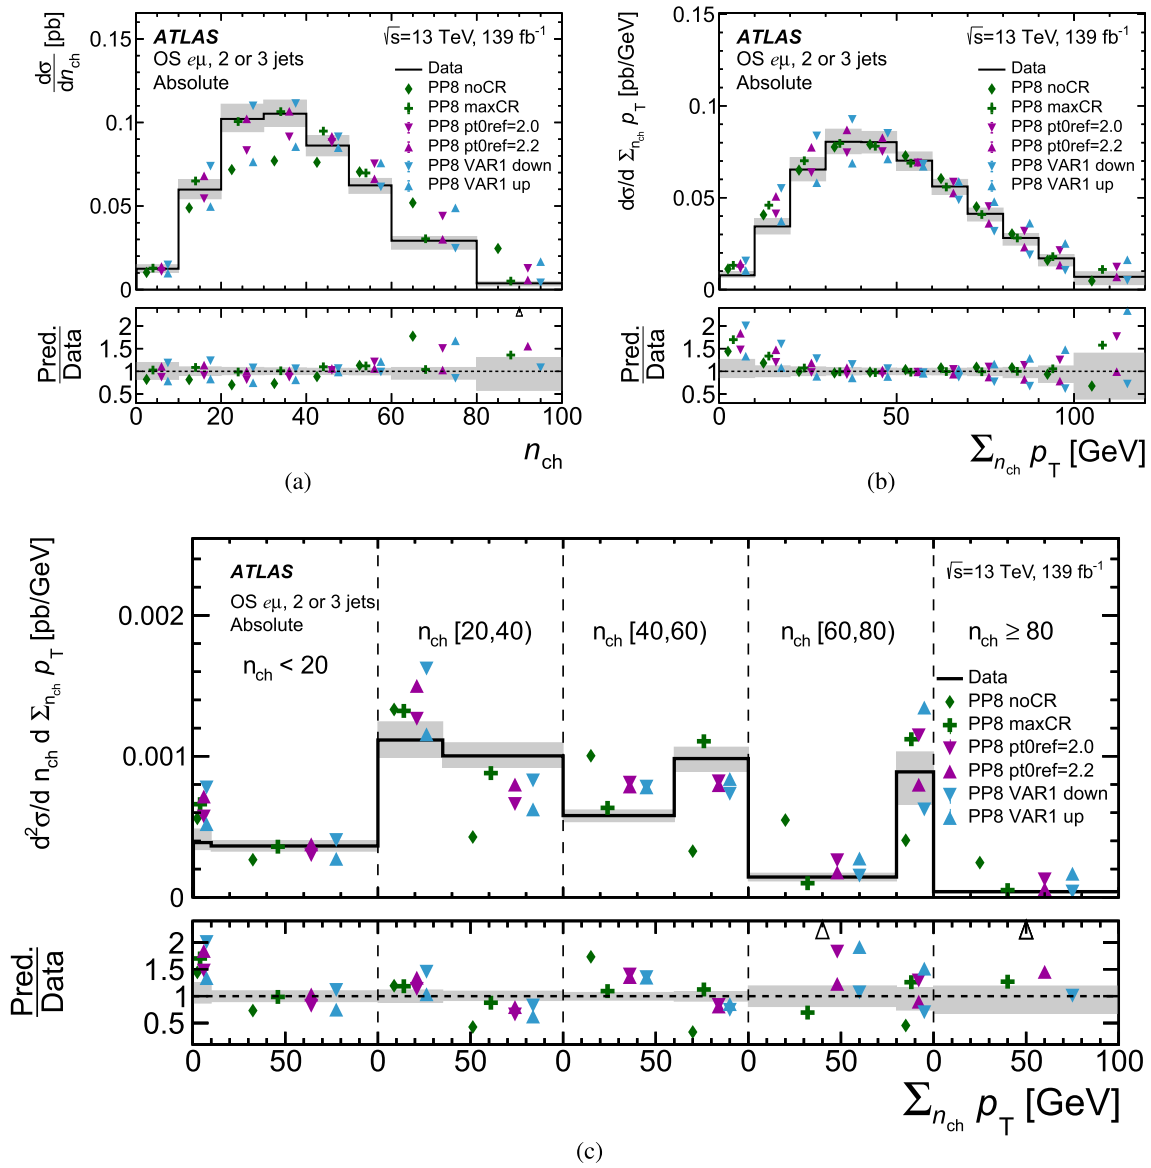 dσ/dn_ch [pb]
0.15
0.1
0.05
0
ATLAS
OS eμ, 2 or 3 jets
Absolute
√s=13 TeV, 139 fb⁻¹
Data
PP8 noCR
PP8 maxCR
PP8 pt0ref=2.0
PP8 pt0ref=2.2
PP8 VAR1 down
PP8 VAR1 up
Pred./Data
2
1.5
1
0.5
0 20 40 60 80 100
n_ch
(a)
dσ/d Σ_{n_ch} p_T [pb/GeV]
0.15
0.1
0.05
0
ATLAS
OS eμ, 2 or 3 jets
Absolute
√s=13 TeV, 139 fb⁻¹
Data
PP8 noCR
PP8 maxCR
PP8 pt0ref=2.0
PP8 pt0ref=2.2
PP8 VAR1 down
PP8 VAR1 up
Pred./Data
2
1.5
1
0.5
0 50 100
Σ_{n_ch} p_T [GeV]
(b)
d²σ/d n_ch d Σ_{n_ch} p_T [pb/GeV]
0.002
0.001
0
ATLAS
OS eμ, 2 or 3 jets
Absolute
√s=13 TeV, 139 fb⁻¹
n_ch < 20
n_ch [20,40)
n_ch [40,60)
n_ch [60,80)
n_ch ≥ 80
Data
PP8 noCR
PP8 maxCR
PP8 pt0ref=2.0
PP8 pt0ref=2.2
PP8 VAR1 down
PP8 VAR1 up
Pred./Data
2
1.5
1
0.5
0 50 0 50 0 50 0 50 0 50 100
Σ_{n_ch} p_T [GeV]
(c)